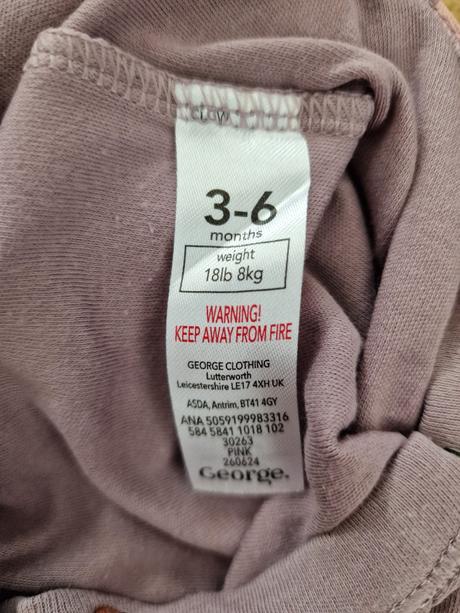 3-6
months
weight
18lb 8kg
WARNING!
KEEP AWAY FROM FIRE
GEORGE CLOTHING
Lutterworth
Leicestershire LE17 4XH UK
ASDA, Antrim, BT41 4GY
ANA 5059199983316
584 5841 1018 102
30263
PINK
260624
George.